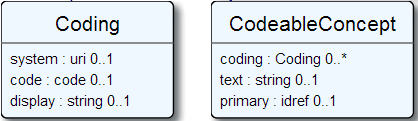 Coding
system : uri 0..1
code : code 0..1
display : string 0..1
CodeableConcept
coding : Coding 0..*
text : string 0..1
primary : idref 0..1